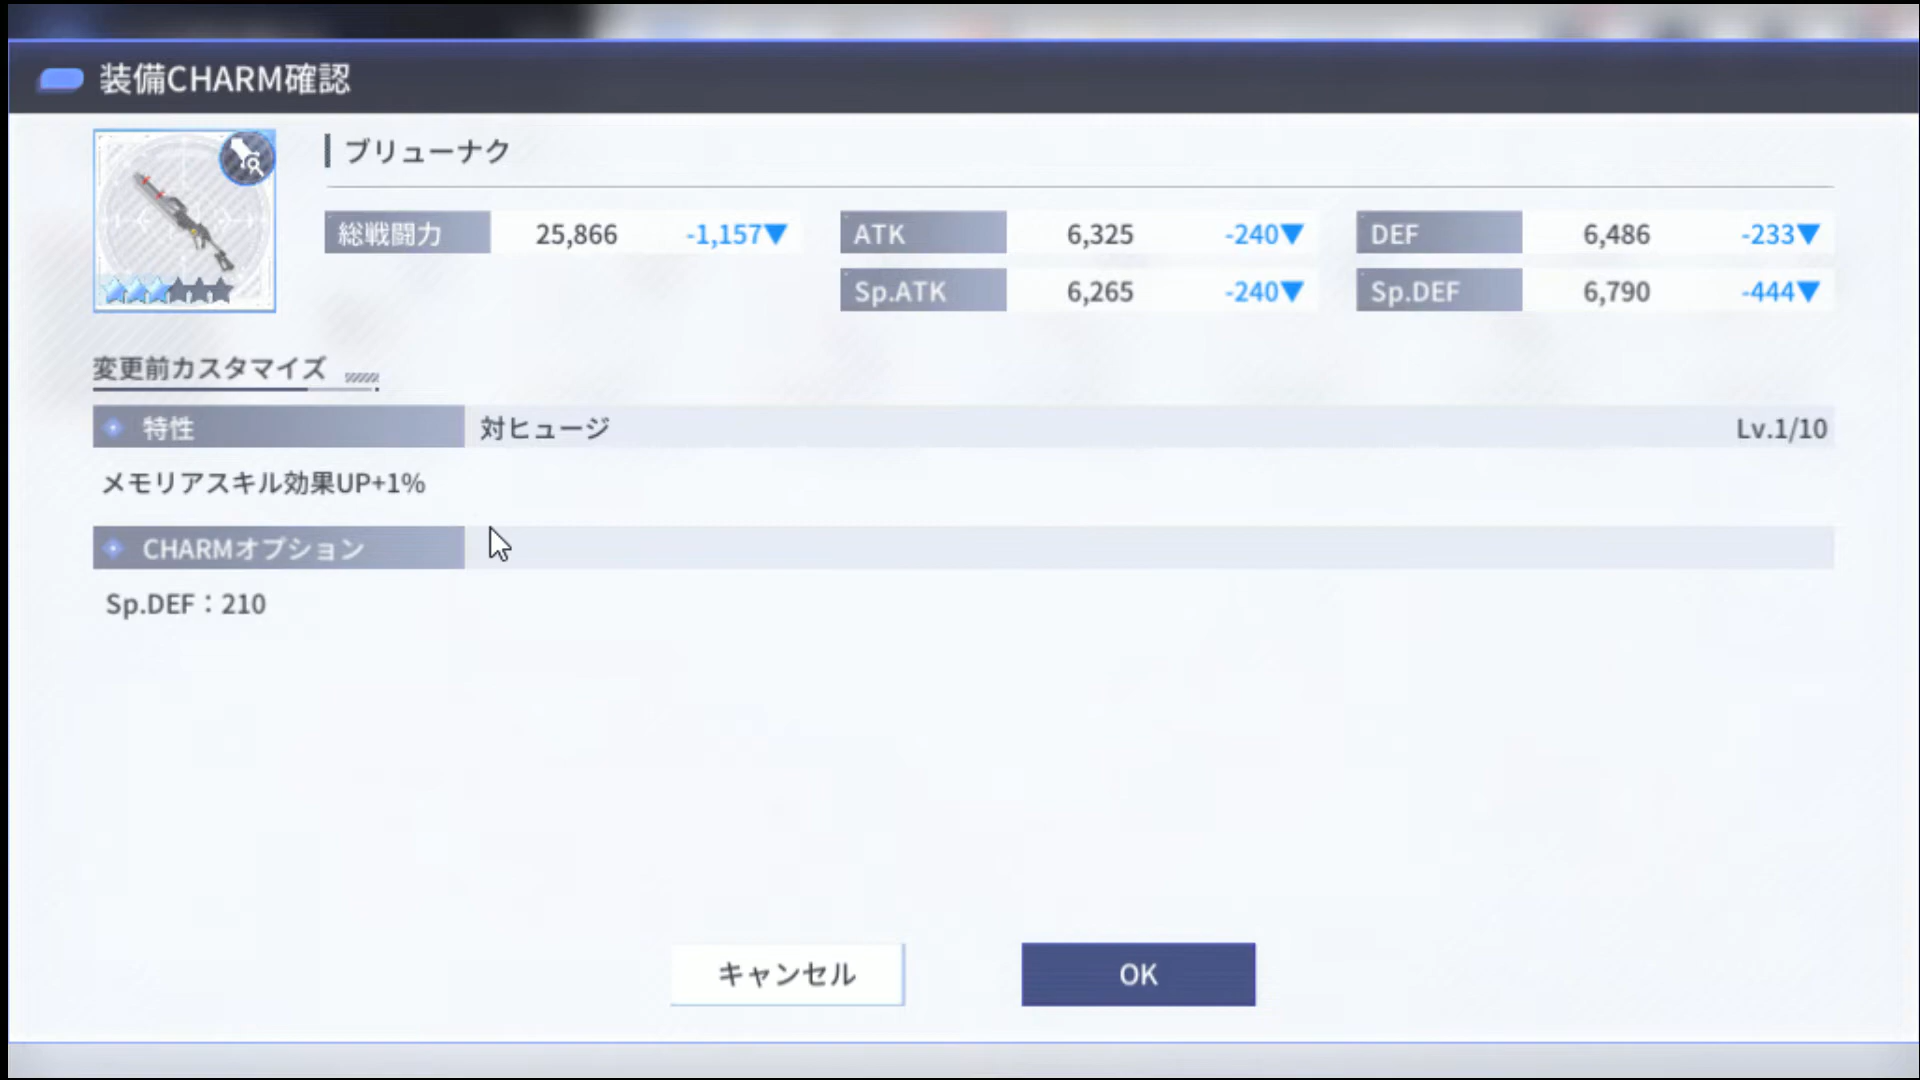 装備CHARM確認
ブリューナク
総戦闘力 25,866 -1,157▼ ATK 6,325 -240▼ DEF 6,486 -233▼
Sp.ATK 6,265 -240▼ Sp.DEF 6,790 -444▼
変更前カスタマイズ
特性 対ヒュージ Lv.1/10
メモリアスキル効果UP+1%
CHARMオプション
Sp.DEF：210
キャンセル OK